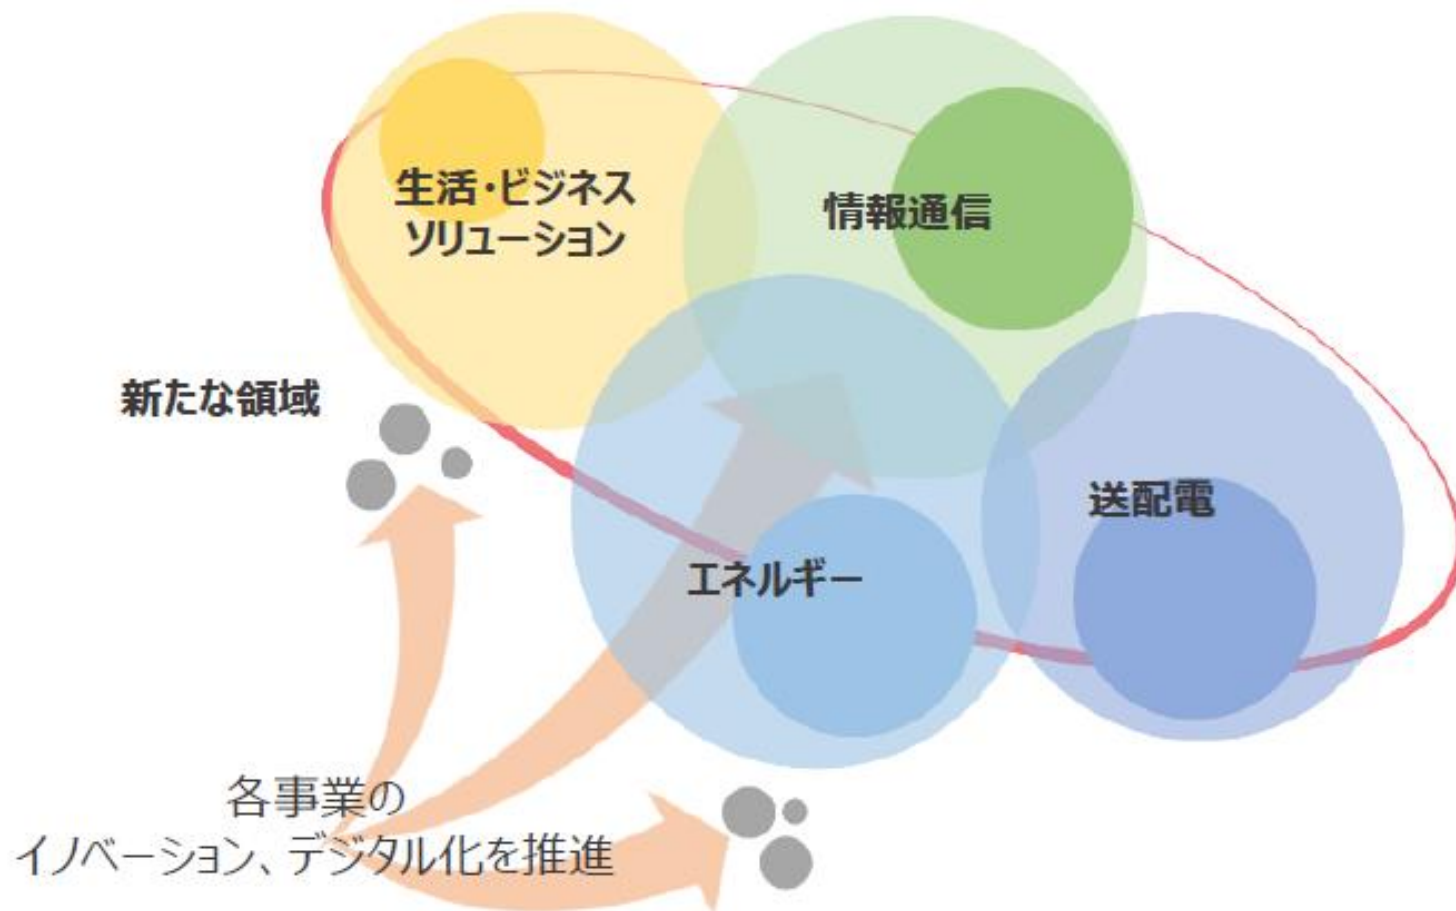 生活・ビジネス
ソリューション
情報通信
新たな領域
送配電
エネルギー
各事業の
イノベーション、デジタル化を推進